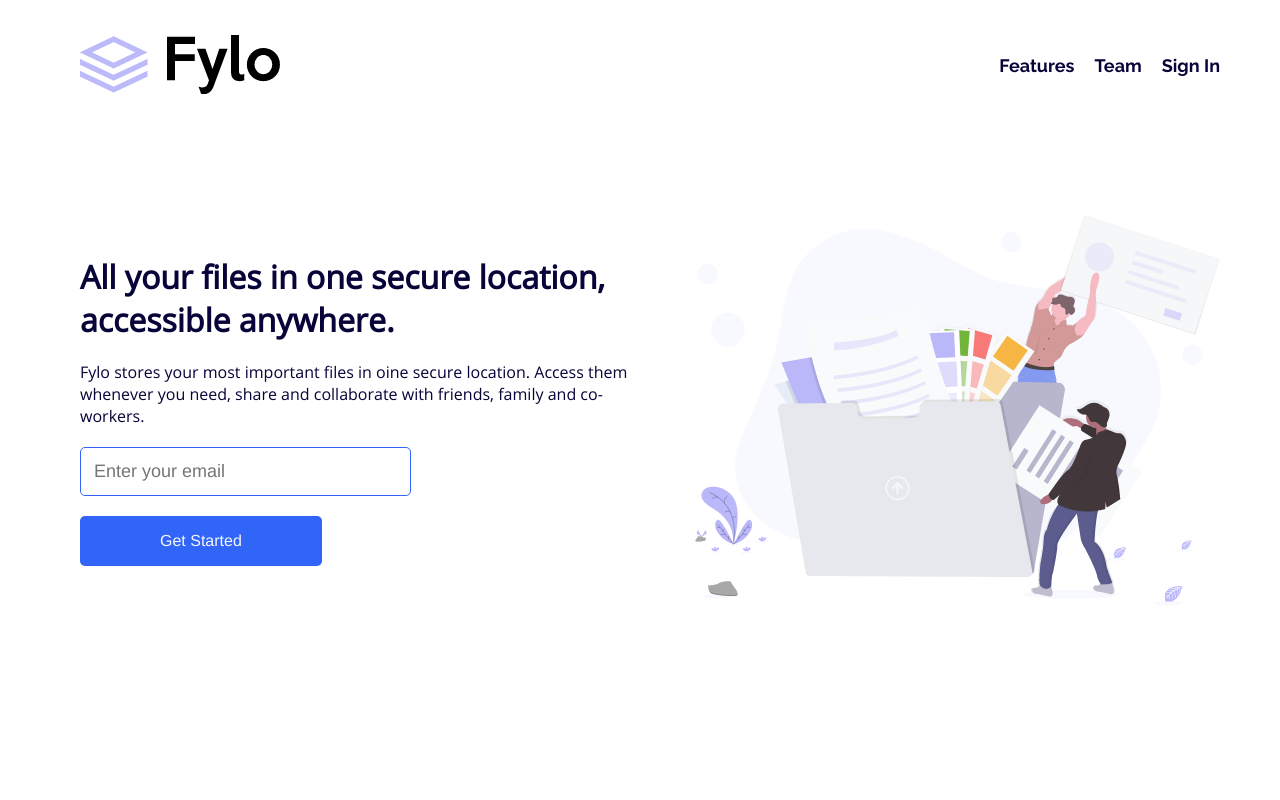 Fylo
Features Team Sign In
All your files in one secure location,
accessible anywhere.
Fylo stores your most important files in oine secure location. Access them
whenever you need, share and collaborate with friends, family and co-
workers.
Enter your email
Get Started